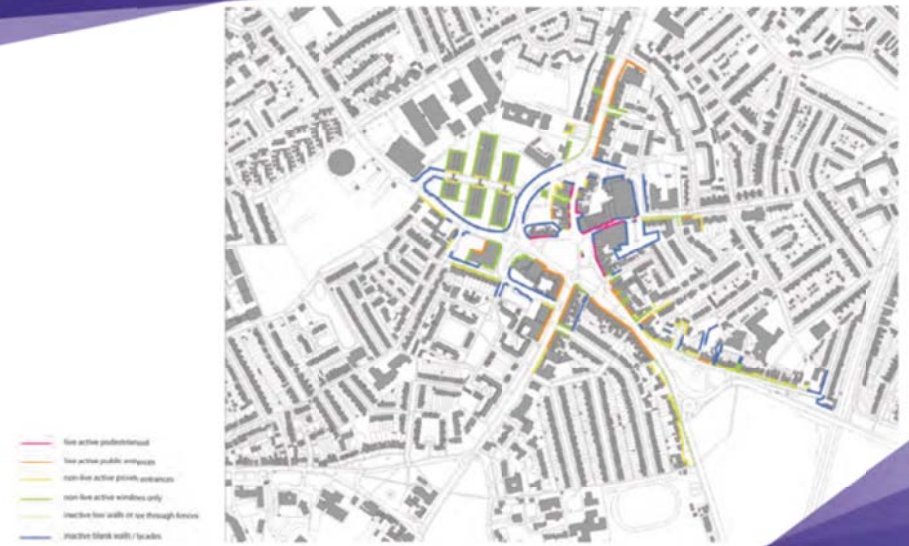 live active pedestrianised
live active public entrances
non-live active private entrances
non-live active windows only
inactive low walls or see through fences
inactive blank walls / facades